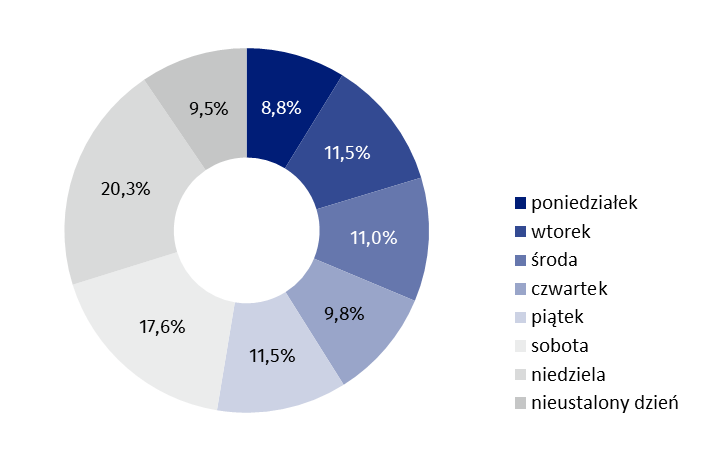 8,8%
11,5%
11,0%
9,8%
11,5%
17,6%
20,3%
9,5%
poniedziałek
wtorek
środa
czwartek
piątek
sobota
niedziela
nieustalony dzień